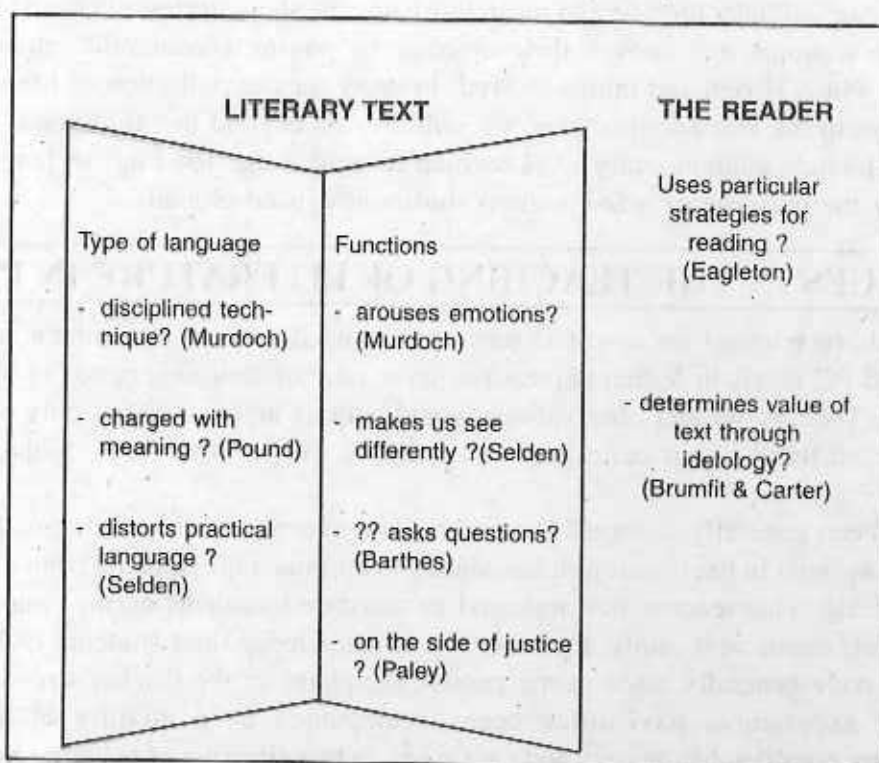 LITERARY TEXT
Type of language
- disciplined tech-
nique? (Murdoch)
- charged with
meaning ? (Pound)
- distorts practical
language ?
(Selden)
Functions
- arouses emotions?
(Murdoch)
- makes us see
differently ?(Selden)
- ?? asks questions?
(Barthes)
- on the side of justice
? (Paley)
THE READER
Uses particular
strategies for
reading ?
(Eagleton)
- determines value of
text through
idelology?
(Brumfit & Carter)